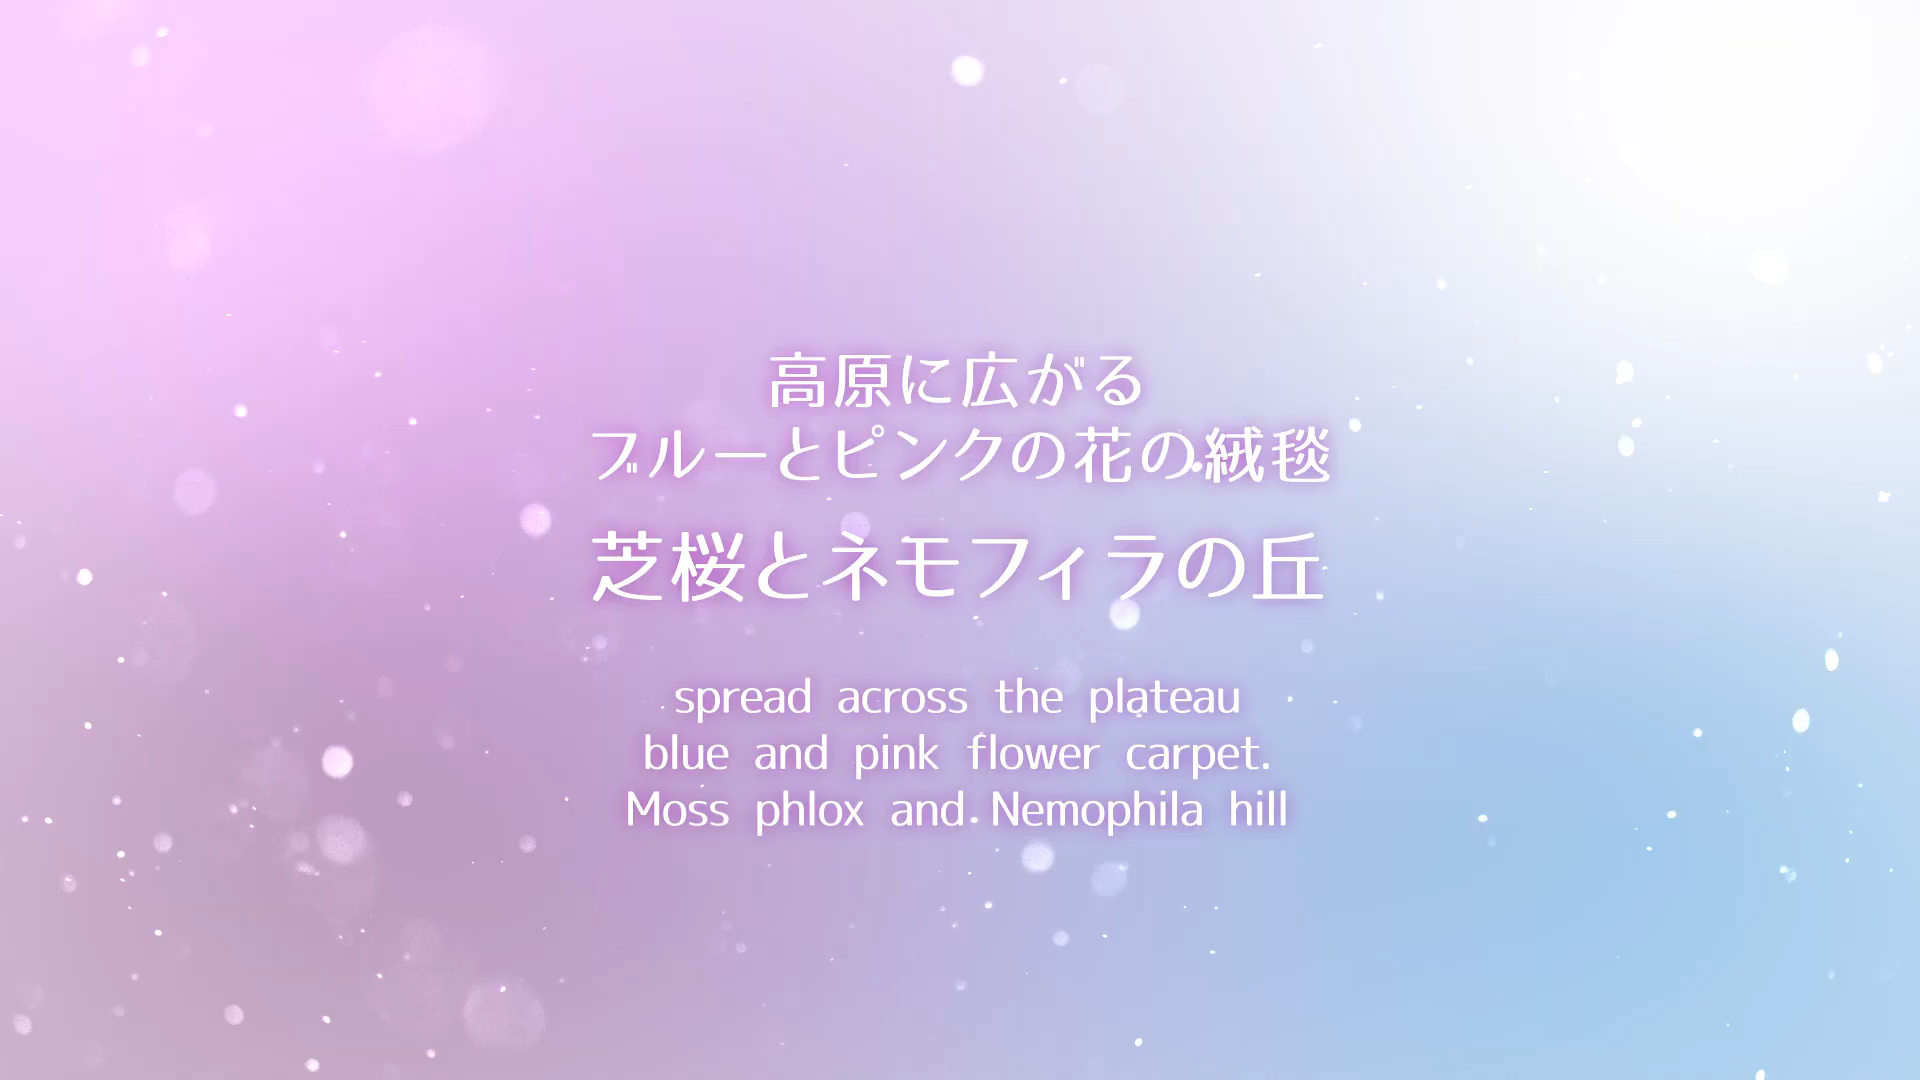 高原に広がる
ブルーとピンクの花の絨毯
芝桜とネモフィラの丘
spread across the plateau
blue and pink flower carpet.
Moss phlox and Nemophila hill